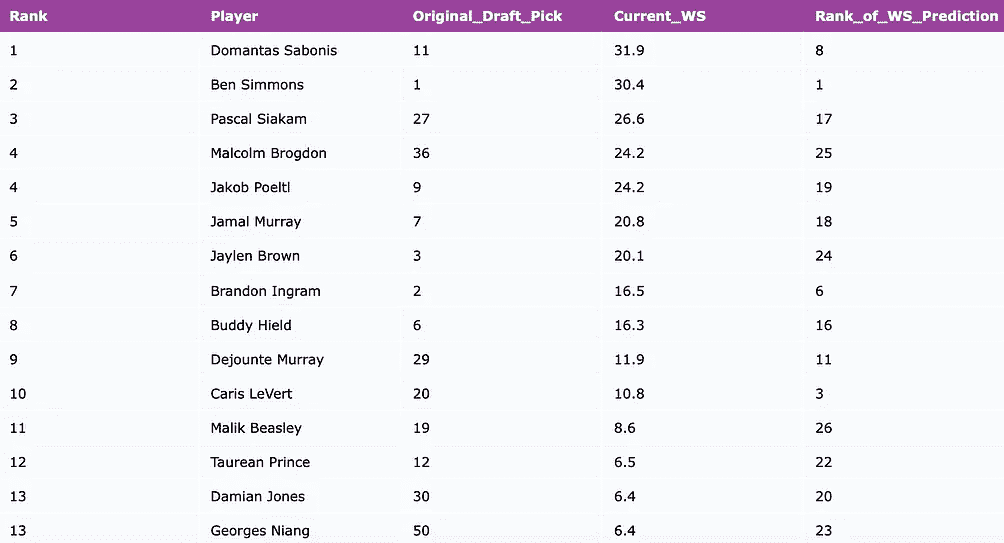 Rank Player Original_Draft_Pick Current_WS Rank_of_WS_Prediction
1 Domantas Sabonis 11 31.9 8
2 Ben Simmons 1 30.4 1
3 Pascal Siakam 27 26.6 17
4 Malcolm Brogdon 36 24.2 25
4 Jakob Poeltl 9 24.2 19
5 Jamal Murray 7 20.8 18
6 Jaylen Brown 3 20.1 24
7 Brandon Ingram 2 16.5 6
8 Buddy Hield 6 16.3 16
9 Dejounte Murray 29 11.9 11
10 Caris LeVert 20 10.8 3
11 Malik Beasley 19 8.6 26
12 Taurean Prince 12 6.5 22
13 Damian Jones 30 6.4 20
13 Georges Niang 50 6.4 23